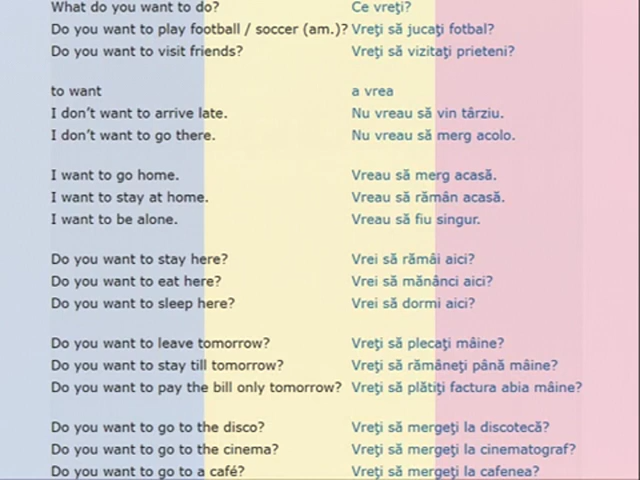 What do you want to do? Ce vreţi?
Do you want to play football / soccer (am.)? Vreţi să jucaţi fotbal?
Do you want to visit friends? Vreţi să vizitaţi prieteni?
to want a vrea
I don't want to arrive late. Nu vreau să vin târziu.
I don't want to go there. Nu vreau să merg acolo.
I want to go home. Vreau să merg acasă.
I want to stay at home. Vreau să rămân acasă.
I want to be alone. Vreau să fiu singur.
Do you want to stay here? Vrei să rămâi aici?
Do you want to eat here? Vrei să mănânci aici?
Do you want to sleep here? Vrei să dormi aici?
Do you want to leave tomorrow? Vreţi să plecaţi mâine?
Do you want to stay till tomorrow? Vreţi să rămâneţi până mâine?
Do you want to pay the bill only tomorrow? Vreţi să plătiţi factura abia mâine?
Do you want to go to the disco? Vreţi să mergeţi la discotecă?
Do you want to go to the cinema? Vreţi să mergeţi la cinematograf?
Do you want to go to a café? Vreţi să mergeţi la cafenea?